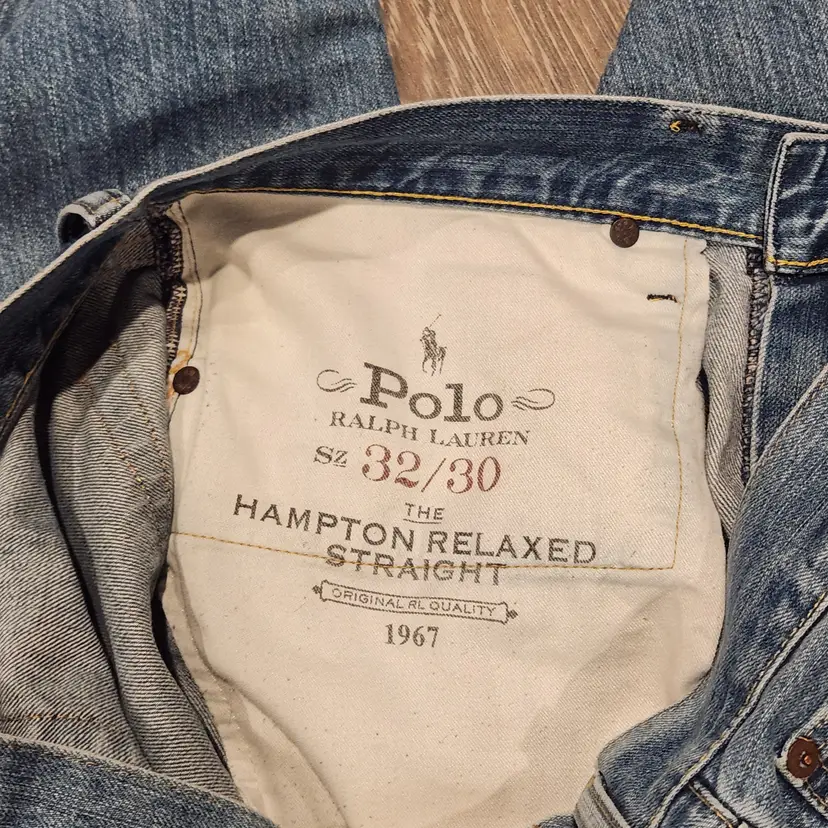 Polo
RALPH LAUREN
Sz 32/30
THE
HAMPTON RELAXED
STRAIGHT
ORIGINAL RL QUALITY
1967